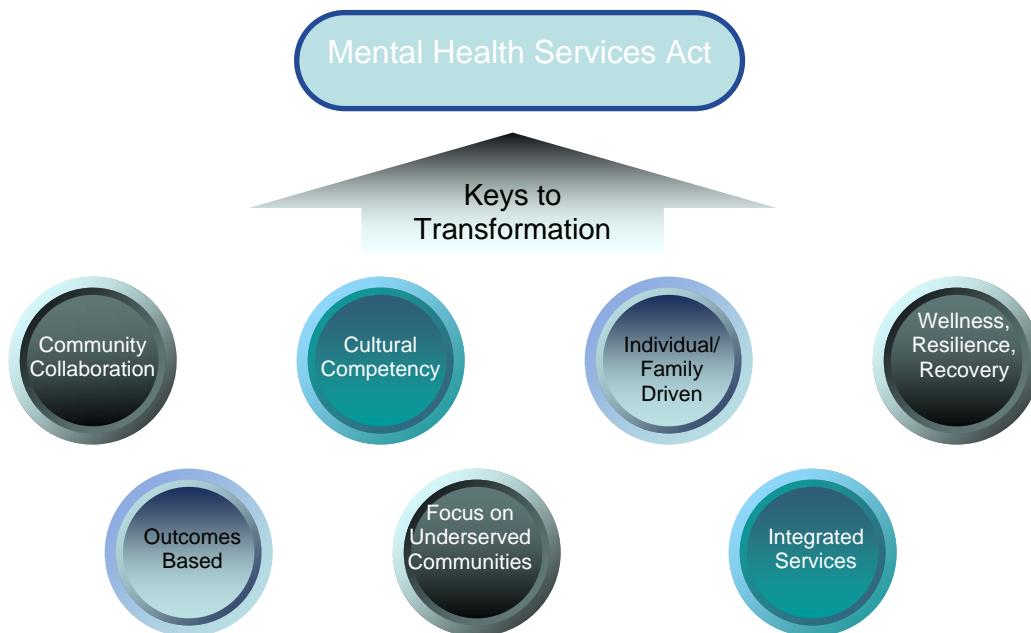 Mental Health Services Act
Keys to
Transformation
Community
Collaboration
Cultural
Competency
Individual/
Family
Driven
Wellness,
Resilience,
Recovery
Outcomes
Based
Focus on
Underserved
Communities
Integrated
Services